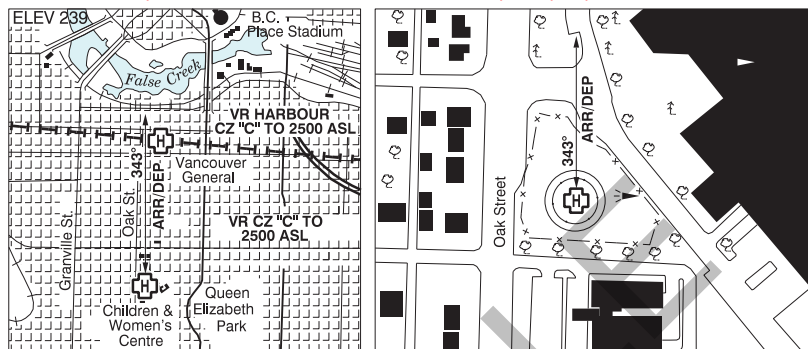 ELEV 239
B.C.
Place Stadium
False Creek
VR HARBOUR
CZ "C" TO 2500 ASL
H
Vancouver
General
343°
ARR/DEP
Oak St.
Granville St.
VR CZ "C" TO
2500 ASL
H
Children &
Women's
Centre
Queen
Elizabeth
Park
ARR/DEP
343°
H
Oak Street